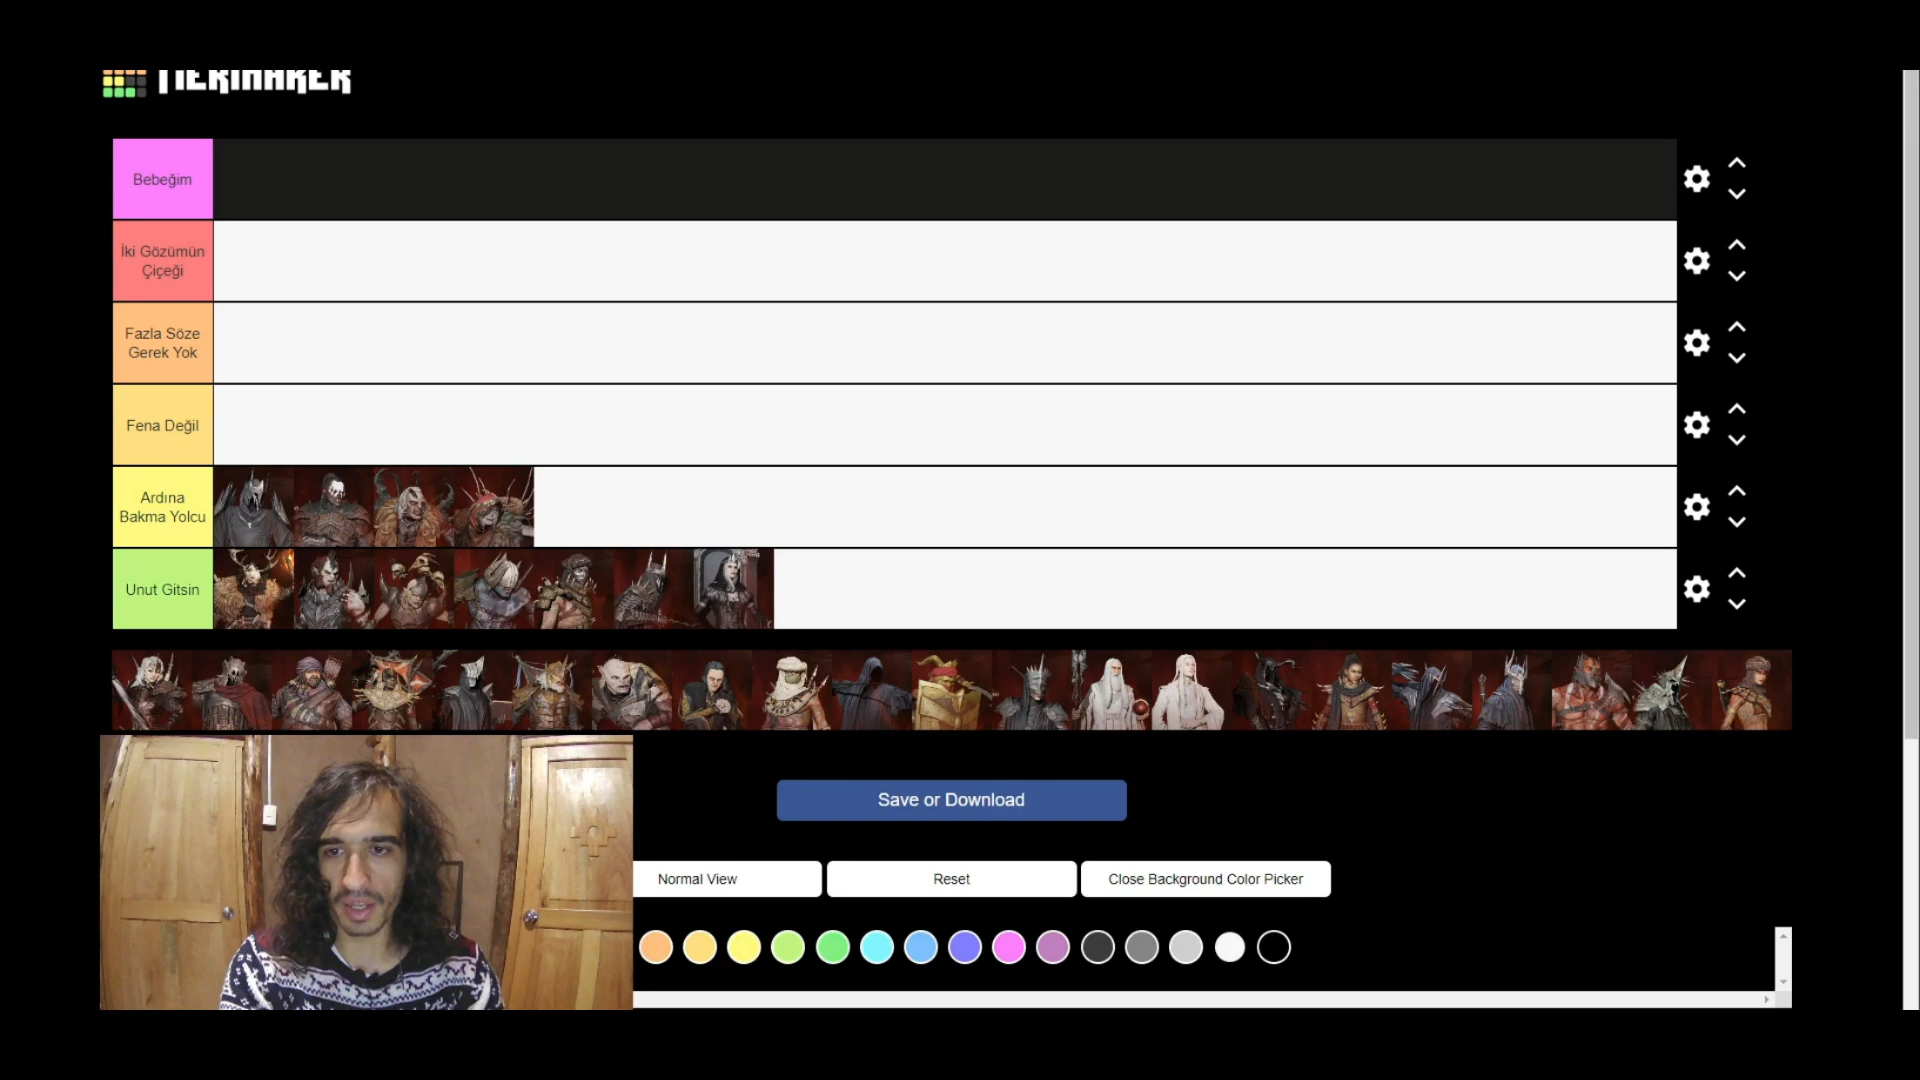 TIERMAKER
Bebeğim
İki Gözümün
Çiçeği
Fazla Söze
Gerek Yok
Fena Değil
Ardına
Bakma Yolcu
Unut Gitsin
Save or Download
Normal View
Reset
Close Background Color Picker